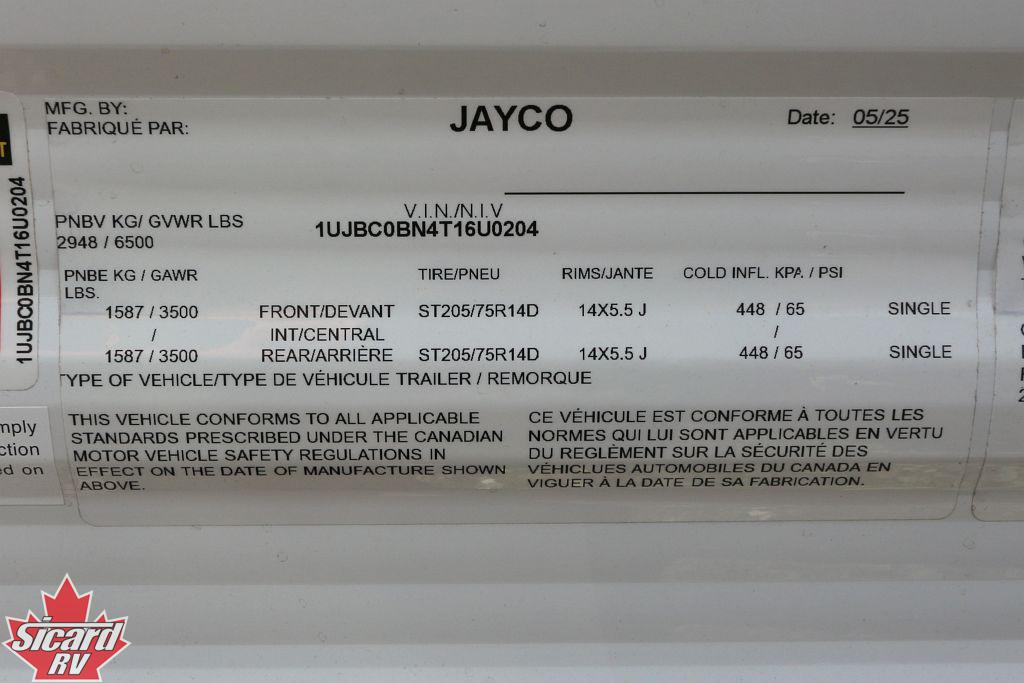 MFG. BY:
FABRIQUÉ PAR:
JAYCO
Date: 05/25
V.I.N./N.I.V
1UJBC0BN4T16U0204
PNBV KG/ GVWR LBS
2948 / 6500
PNBE KG / GAWR LBS. TIRE/PNEU RIMS/JANTE COLD INFL. KPA. / PSI
1587 / 3500 FRONT/DEVANT ST205/75R14D 14X5.5 J 448 / 65 SINGLE
/ INT/CENTRAL /
1587 / 3500 REAR/ARRIÈRE ST205/75R14D 14X5.5 J 448 / 65 SINGLE
TYPE OF VEHICLE/TYPE DE VÉHICULE TRAILER / REMORQUE
THIS VEHICLE CONFORMS TO ALL APPLICABLE
STANDARDS PRESCRIBED UNDER THE CANADIAN
MOTOR VEHICLE SAFETY REGULATIONS IN
EFFECT ON THE DATE OF MANUFACTURE SHOWN
ABOVE.
CE VÉHICULE EST CONFORME À TOUTES LES
NORMES QUI LUI SONT APPLICABLES EN VERTU
DU REGLÈMENT SUR LA SÉCURITÉ DES
VÉHICLUES AUTOMOBILES DU CANADA EN
VIGUER À LA DATE DE SA FABRICATION.
1UJBC0BN4T16U0204
mply
ction
ed on
Sicard
RV